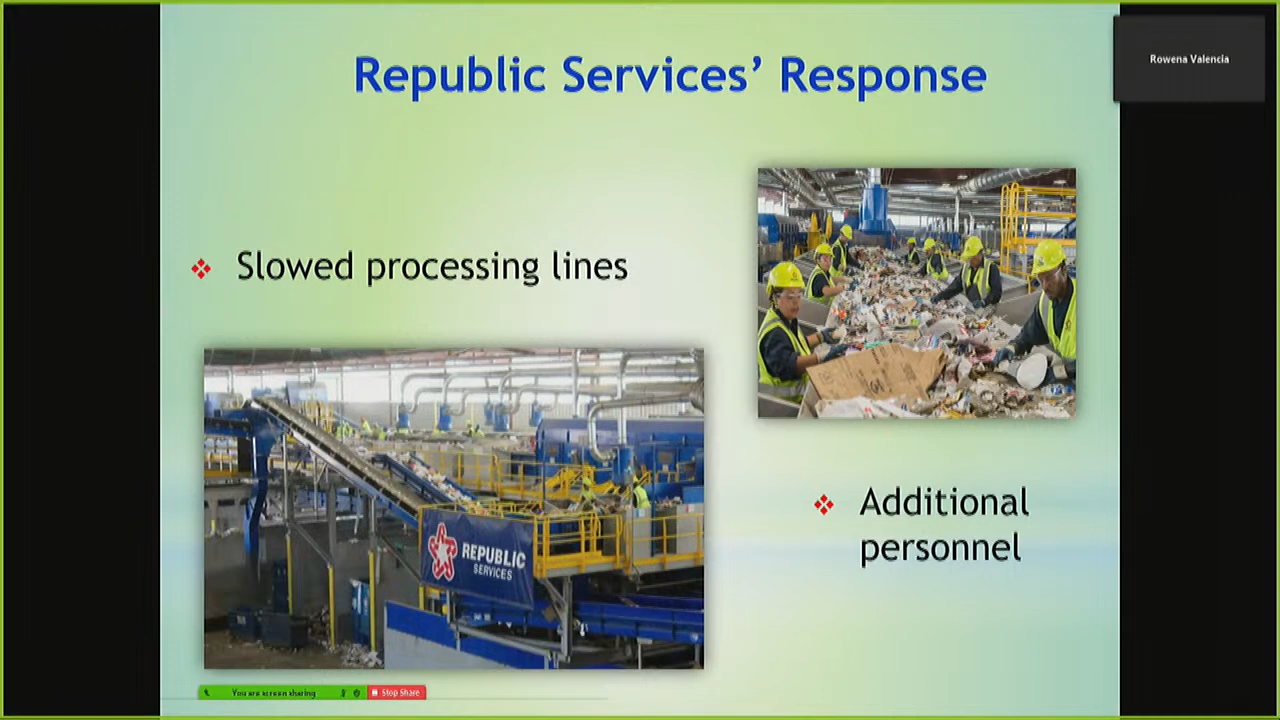 Republic Services’ Response
Rowena Valencia
Slowed processing lines
REPUBLIC
SERVICES
Additional
personnel
You are screen sharing
Stop Share